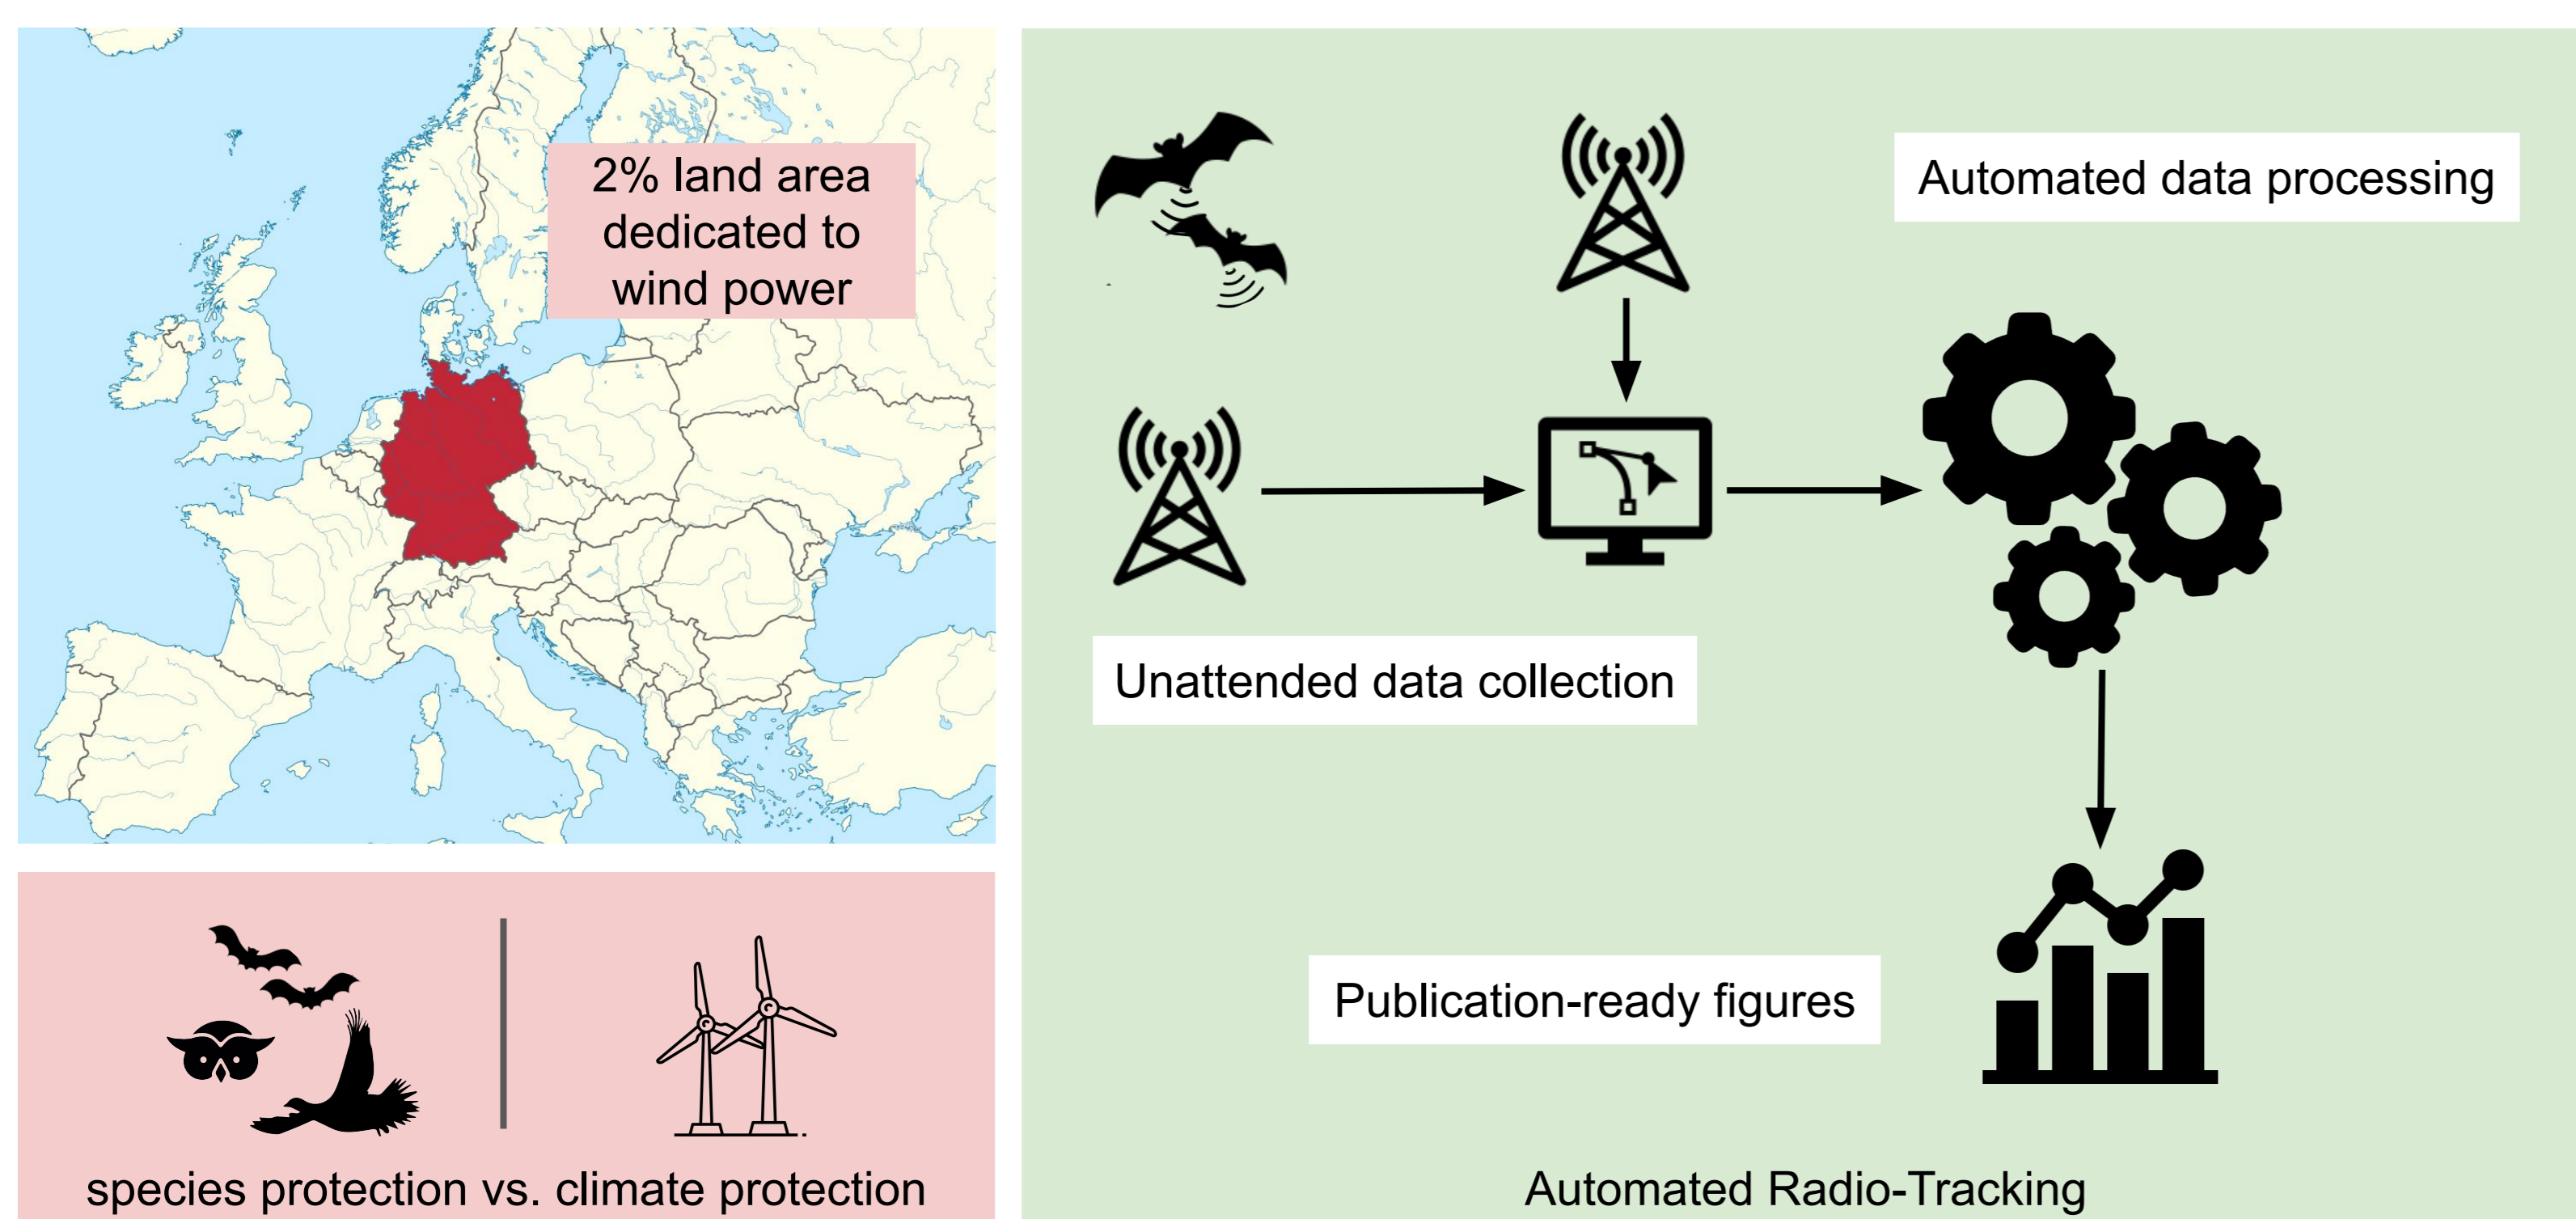 2% land area
dedicated to
wind power
species protection vs. climate protection
Automated data processing
Unattended data collection
Publication-ready figures
Automated Radio-Tracking